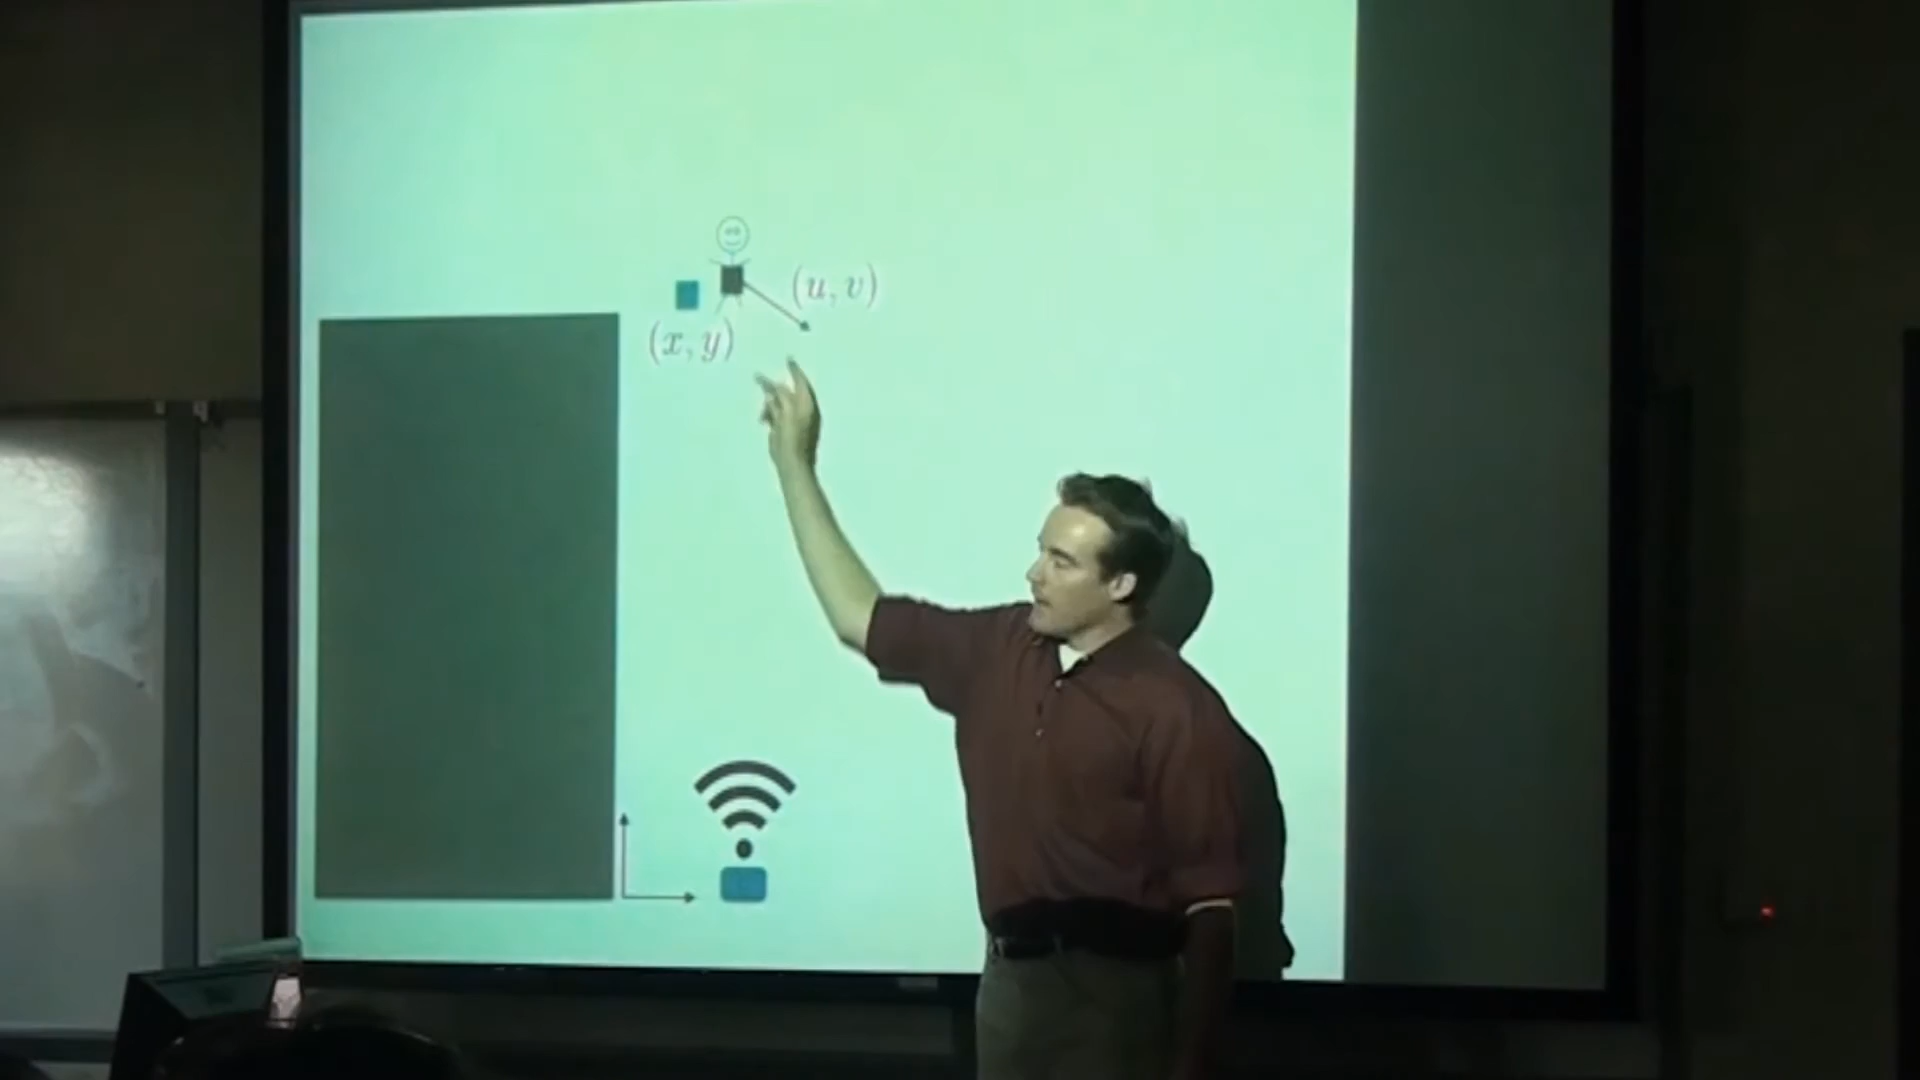 (u, v)
(x, y)